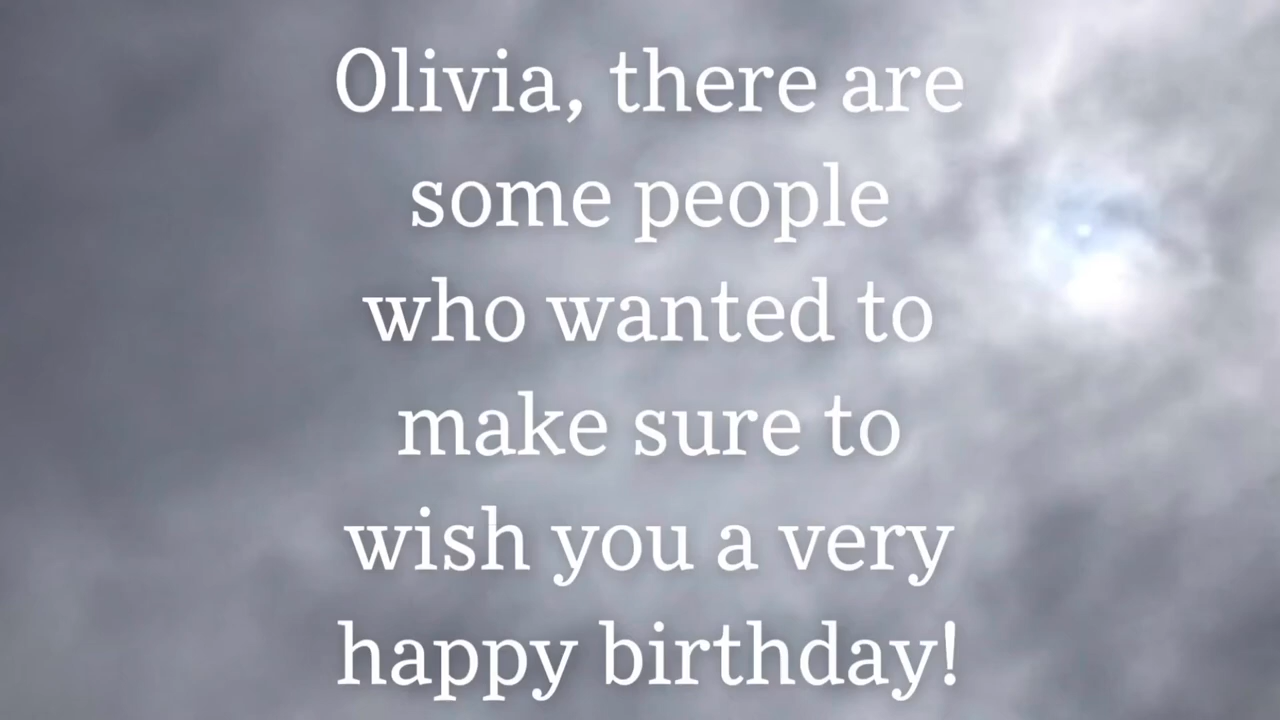 Olivia, there are
some people
who wanted to
make sure to
wish you a very
happy birthday!